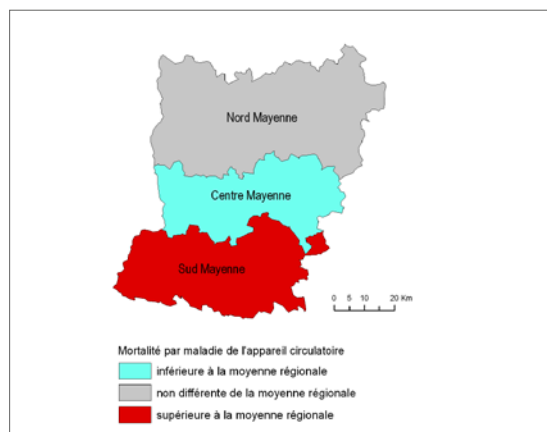 Nord Mayenne
Centre Mayenne
Sud Mayenne
0 5 10 20 Km
Mortalité par maladie de l'appareil circulatoire
inférieure à la moyenne régionale
non différente de la moyenne régionale
supérieure à la moyenne régionale